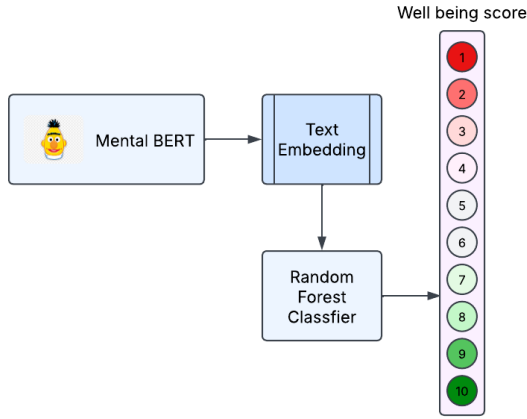 Well being score
Mental BERT
Text
Embedding
Random
Forest
Classfier
1
2
3
4
5
6
7
8
9
10